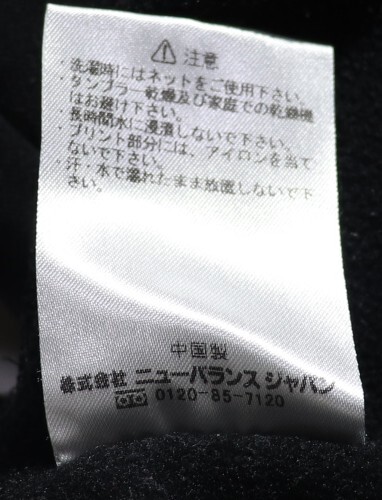 ⚠ 注意
・洗濯時にはネットをご使用下さい。
・タンブラー乾燥及び家庭での乾燥機
はお避け下さい。
・長時間水に浸漬しないで下さい。
・プリント部分には、アイロンを当て
ないで下さい。
・汗・水で濡れたまま放置しないで下
さい。
中国製
株式会社 ニューバランス ジャパン
0120-85-7120